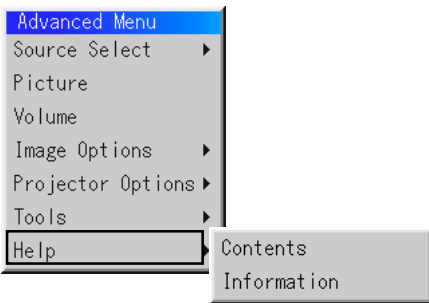 Advanced Menu
Source Select
Picture
Volume
Image Options
Projector Options
Tools
Help
Contents
Information